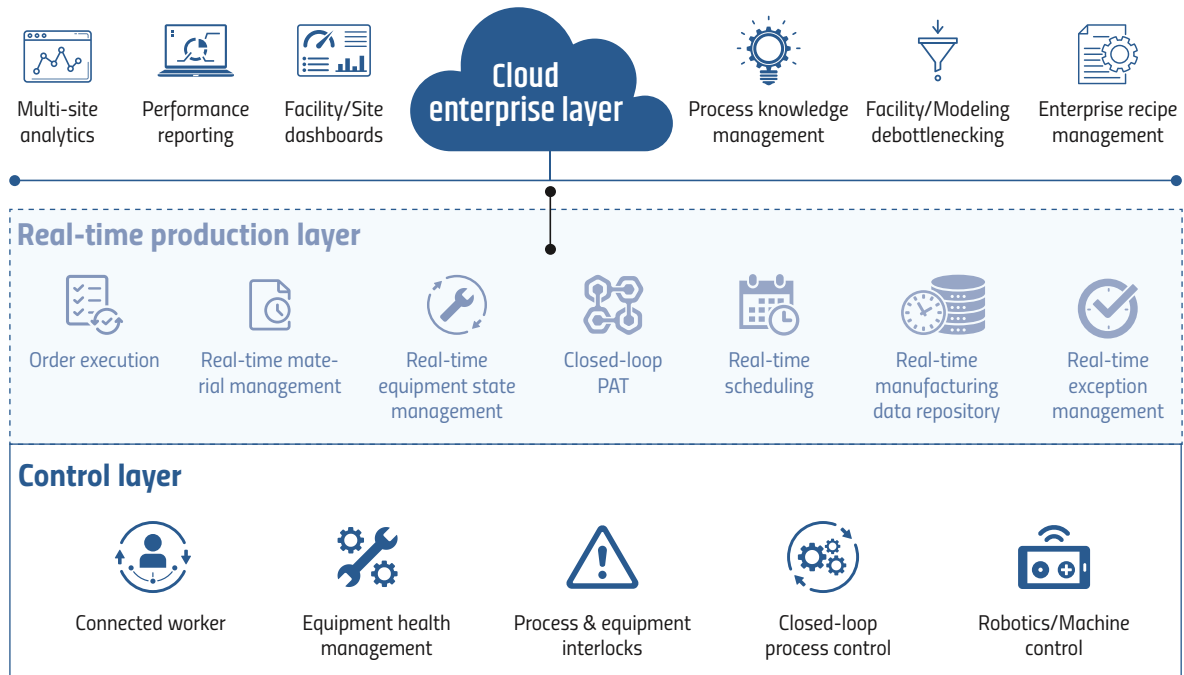 Cloud
enterprise layer
Multi-site
analytics
Performance
reporting
Facility/Site
dashboards
Process knowledge
management
Facility/Modeling
debottlenecking
Enterprise recipe
management
Real-time production layer
Order execution
Real-time mate-
rial management
Real-time
equipment state
management
Closed-loop
PAT
Real-time
scheduling
Real-time
manufacturing
data repository
Real-time
exception
management
Control layer
Connected worker
Equipment health
management
Process & equipment
interlocks
Closed-loop
process control
Robotics/Machine
control